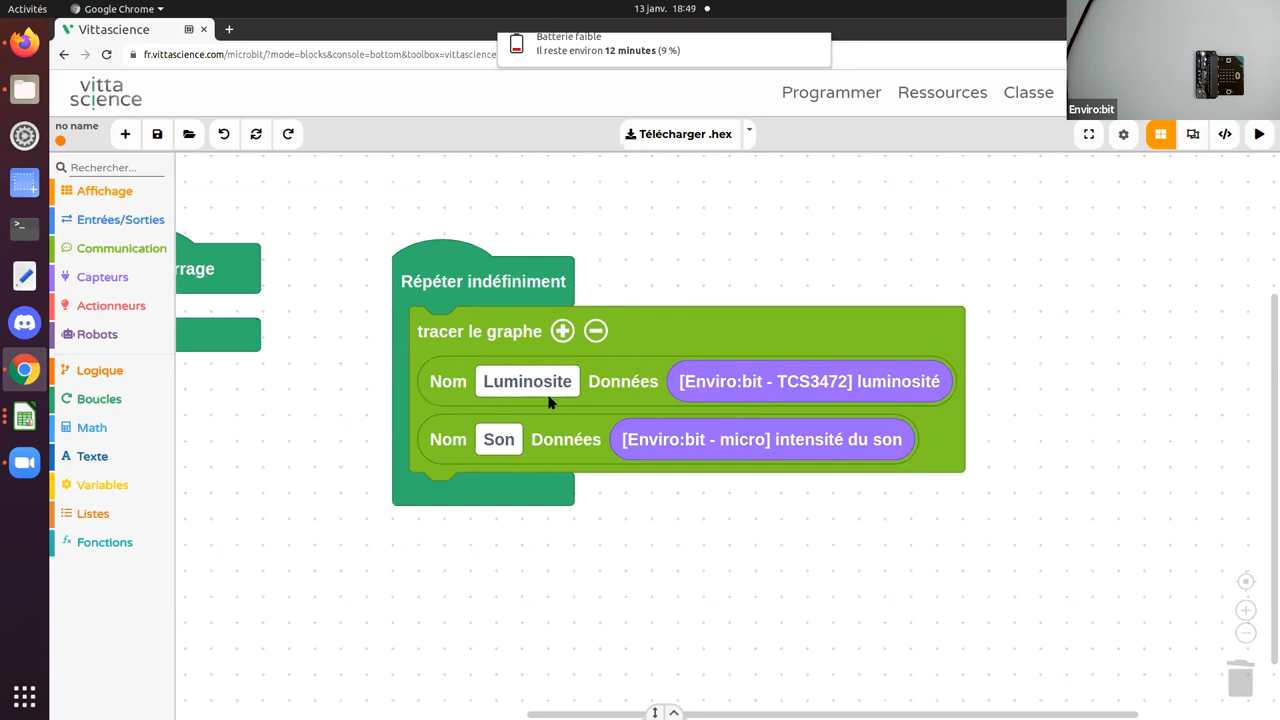 Activités
Google Chrome
13 janv. 18:49
Vittascience
fr.vittascience.com/microbit/?mode=blocks&console=bottom&toolbox=vittascience
Batterie faible
Il reste environ 12 minutes (9 %)
Enviro:bit
vitta science
Programmer
Ressources
Classe
no name
Télécharger .hex
Rechercher...
Affichage
Entrées/Sorties
Communication
Capteurs
Actionneurs
Robots
Logique
Boucles
Math
Texte
Variables
Listes
Fonctions
rrage
Répéter indéfiniment
tracer le graphe
Nom Luminosite Données [Enviro:bit - TCS3472] luminosité
Nom Son Données [Enviro:bit - micro] intensité du son